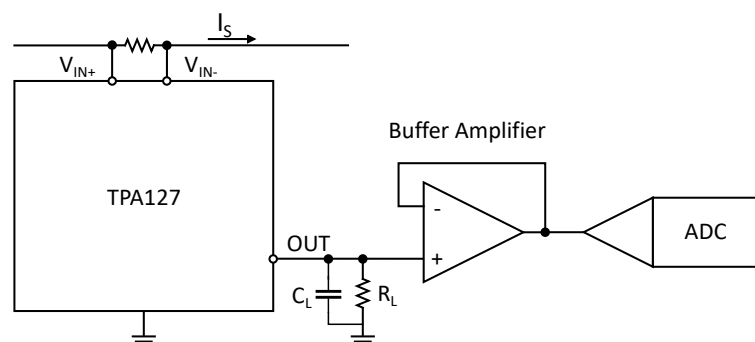 I_S
V_IN+ V_IN-
Buffer Amplifier
TPA127
-
ADC
OUT
+
C_L R_L